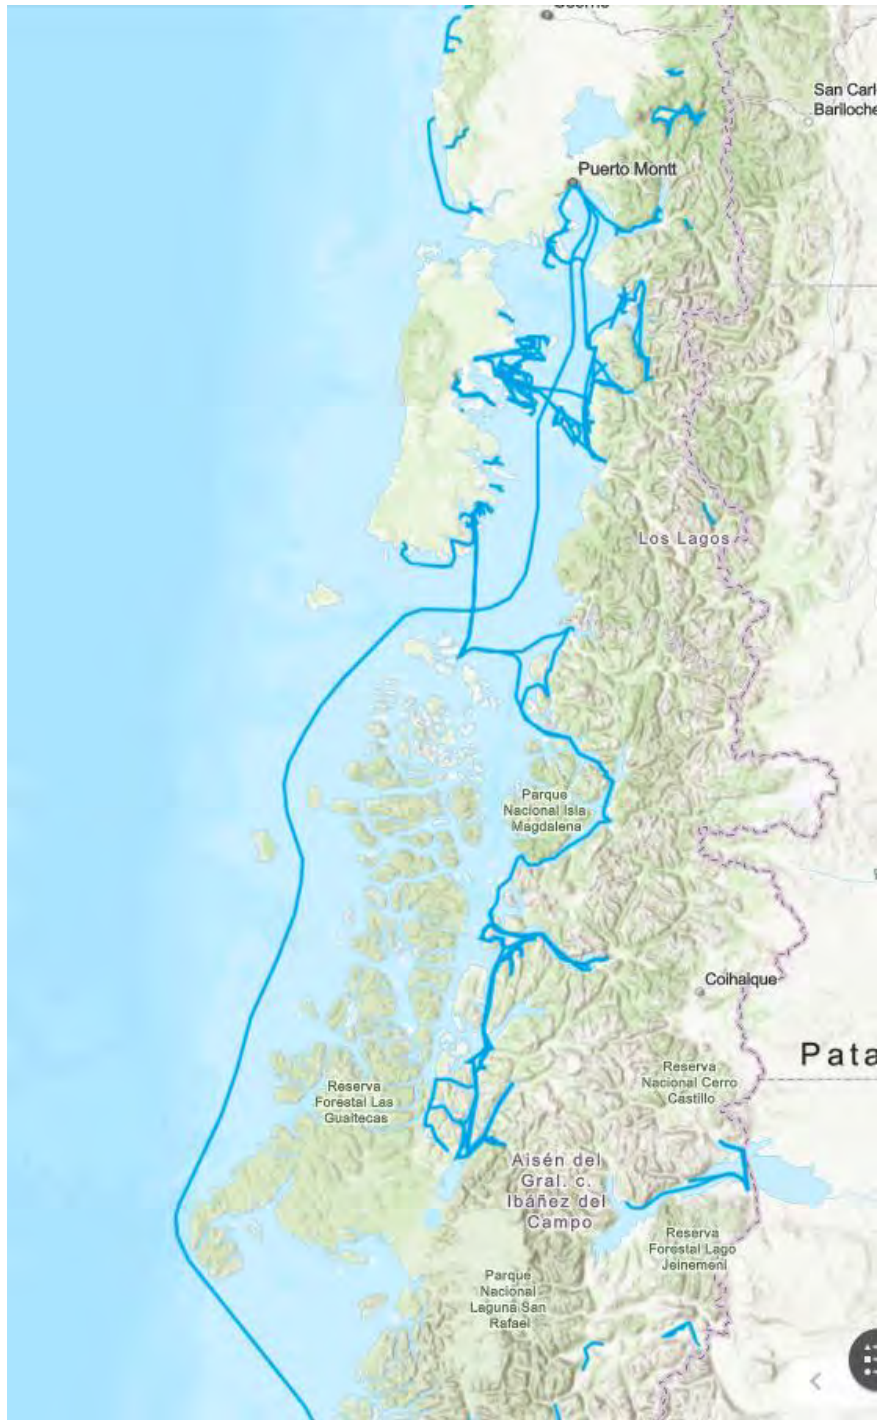 San Carl
Bariloche
Puerto Montt
Los Lagos
Parque
Nacional Isla
Magdalena
Coihaique
Pata
Reserva
Nacional Cerro
Castillo
Reserva
Forestal Las
Guaitecas
Aisén del
Gral. c.
Ibáñez del
Campo
Reserva
Forestal Lago
Jeinemeni
Parque
Nacional
Laguna San
Rafael